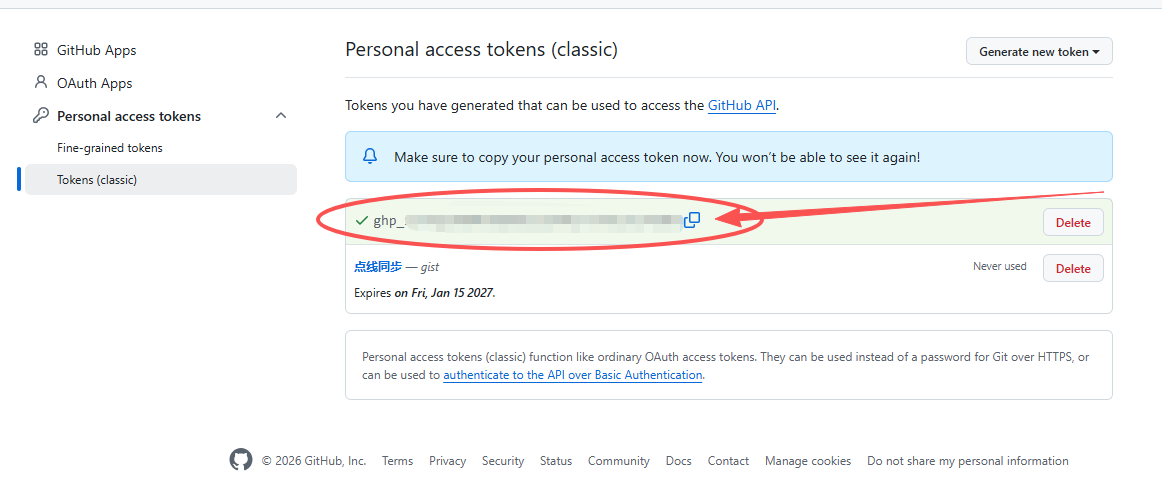 GitHub Apps
OAuth Apps
Personal access tokens
Fine-grained tokens
Tokens (classic)
Personal access tokens (classic)
Generate new token
Tokens you have generated that can be used to access the GitHub API.
Make sure to copy your personal access token now. You won’t be able to see it again!
ghp_
Delete
点线同步 — gist
Never used
Delete
Expires on Fri, Jan 15 2027.
Personal access tokens (classic) function like ordinary OAuth access tokens. They can be used instead of a password for Git over HTTPS, or
can be used to authenticate to the API over Basic Authentication.
© 2026 GitHub, Inc. Terms Privacy Security Status Community Docs Contact Manage cookies Do not share my personal information